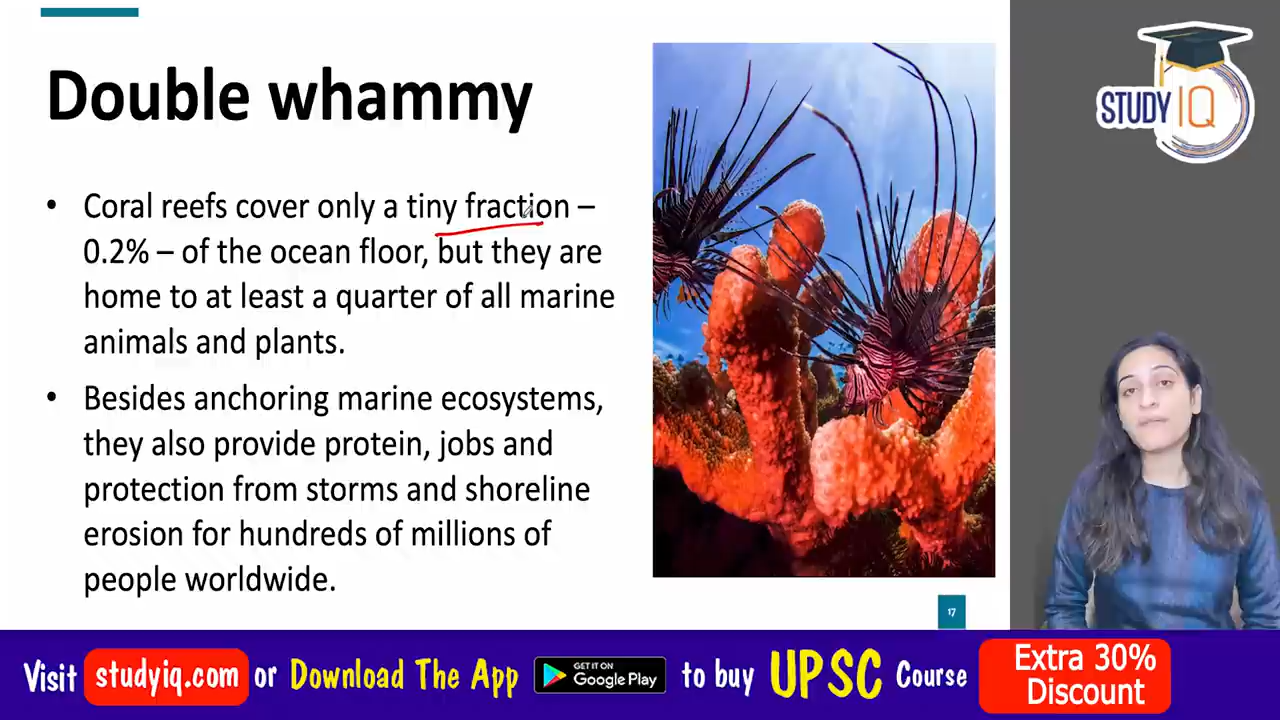 Double whammy
STUDY IQ
• Coral reefs cover only a tiny fraction –
0.2% – of the ocean floor, but they are
home to at least a quarter of all marine
animals and plants.
• Besides anchoring marine ecosystems,
they also provide protein, jobs and
protection from storms and shoreline
erosion for hundreds of millions of
people worldwide.
17
Visit studyiq.com or Download The App GET IT ON Google Play to buy UPSC Course Extra 30% Discount